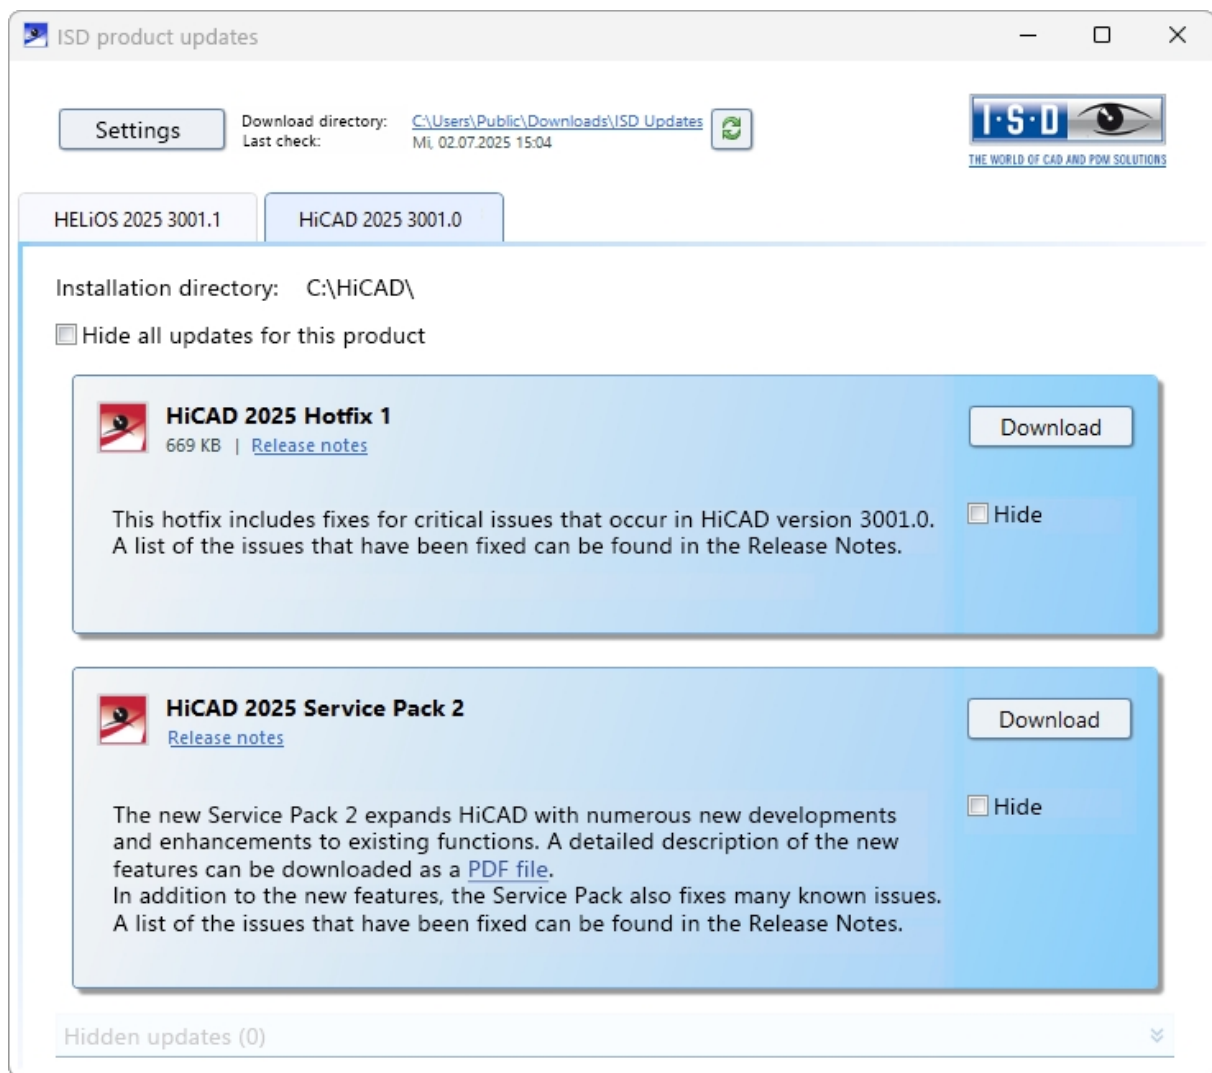 ISD product updates
Settings
Download directory: C:\Users\Public\Downloads\ISD Updates
Last check: Mi, 02.07.2025 15:04
I·S·D
THE WORLD OF CAD AND PDM SOLUTIONS
HELiOS 2025 3001.1 HiCAD 2025 3001.0
Installation directory: C:\HiCAD\
Hide all updates for this product
HiCAD 2025 Hotfix 1
669 KB | Release notes
Download
This hotfix includes fixes for critical issues that occur in HiCAD version 3001.0.
A list of the issues that have been fixed can be found in the Release Notes.
Hide
HiCAD 2025 Service Pack 2
Release notes
Download
The new Service Pack 2 expands HiCAD with numerous new developments
and enhancements to existing functions. A detailed description of the new
features can be downloaded as a PDF file.
In addition to the new features, the Service Pack also fixes many known issues.
A list of the issues that have been fixed can be found in the Release Notes.
Hide
Hidden updates (0)